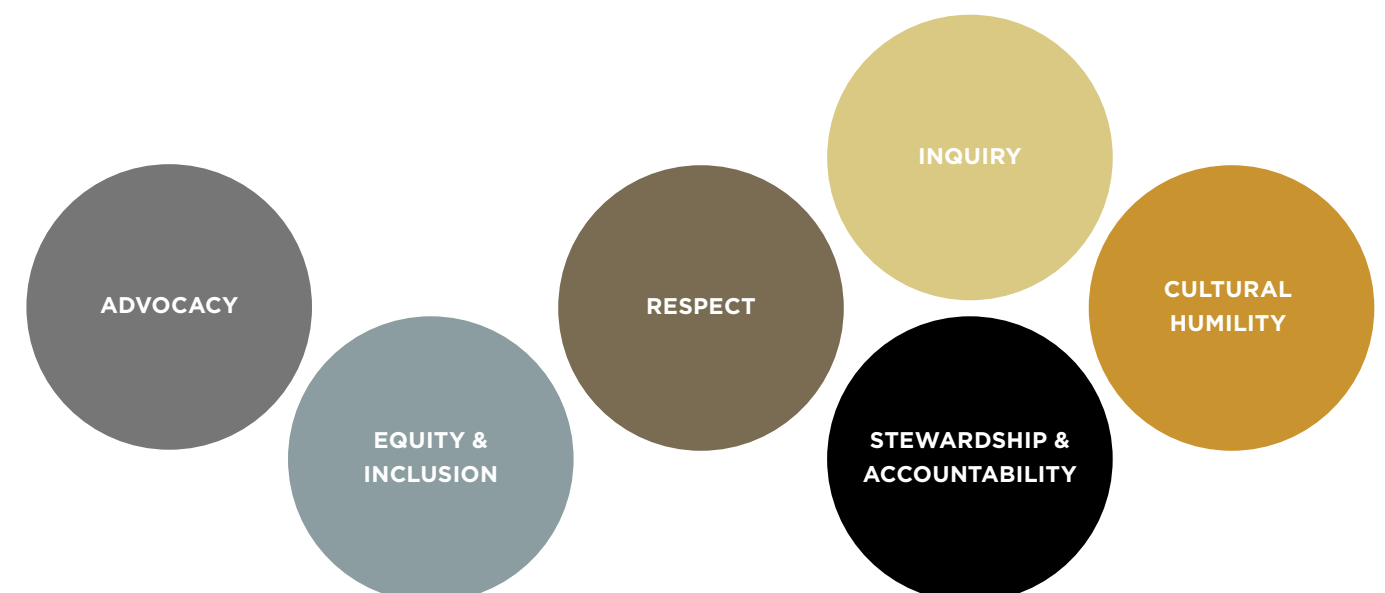 ADVOCACY
EQUITY &
INCLUSION
RESPECT
INQUIRY
STEWARDSHIP &
ACCOUNTABILITY
CULTURAL
HUMILITY